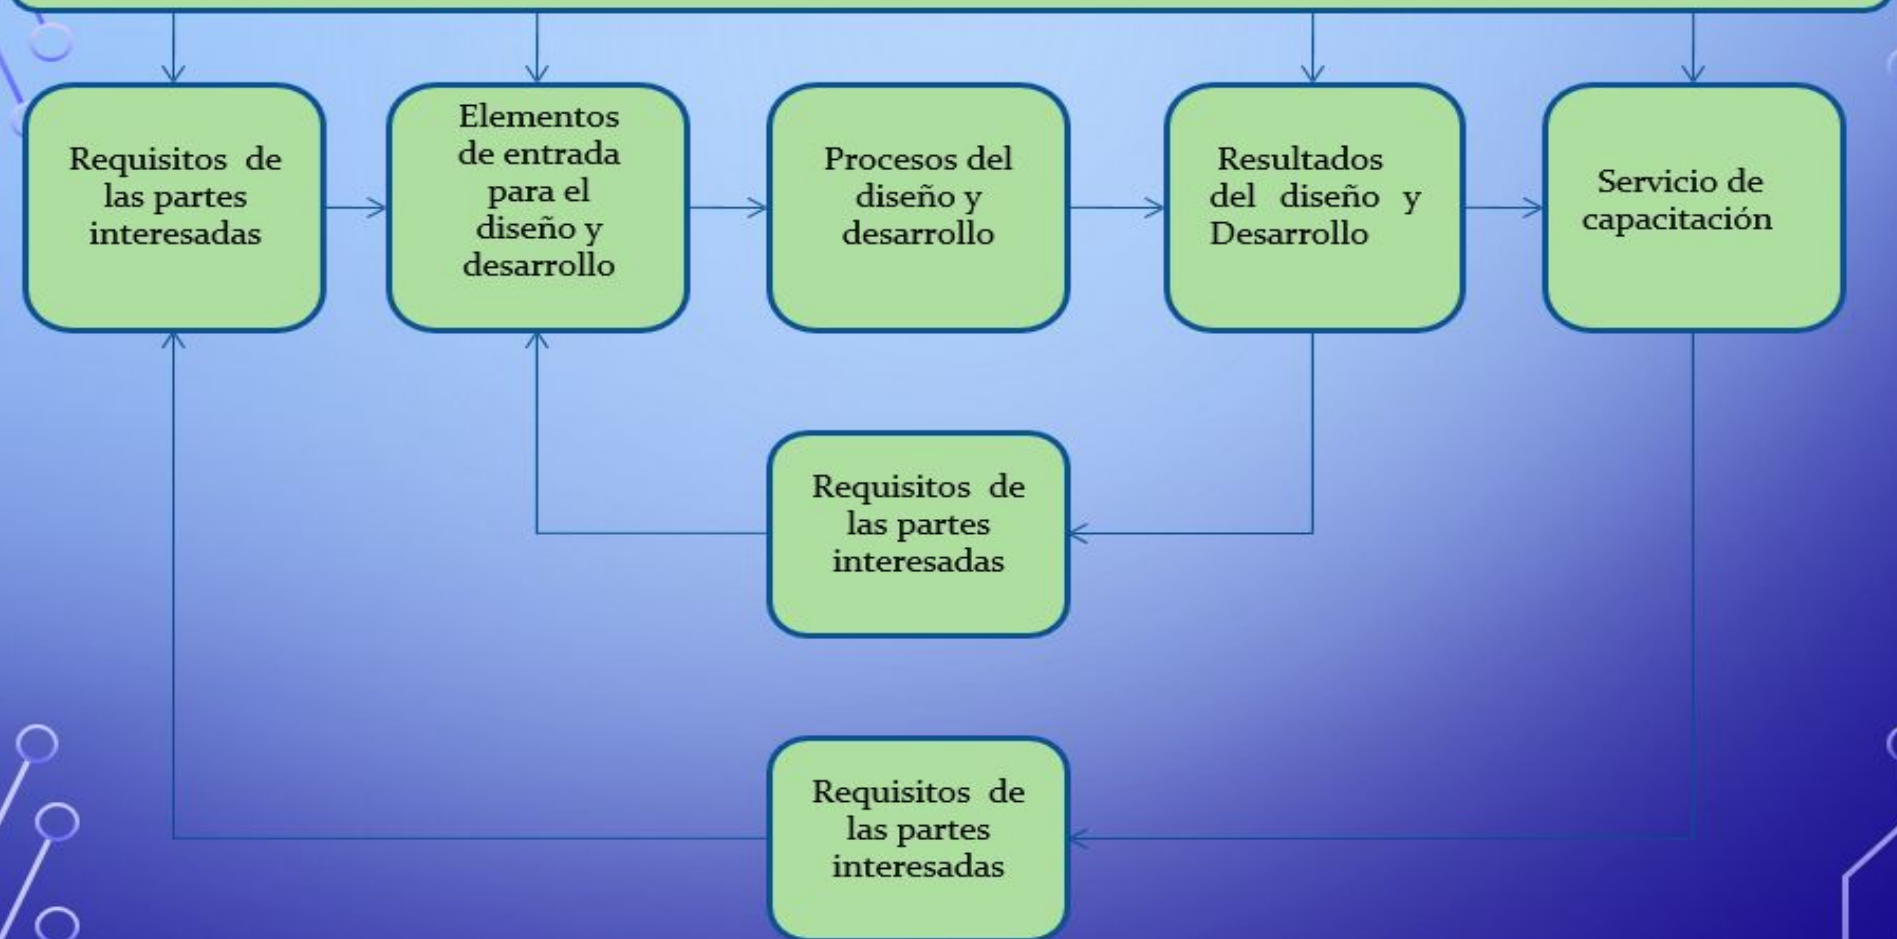 Requisitos de
las partes
interesadas
Elementos
de entrada
para el
diseño y
desarrollo
Procesos del
diseño y
desarrollo
Resultados
del diseño y
Desarrollo
Servicio de
capacitación
Requisitos de
las partes
interesadas
Requisitos de
las partes
interesadas